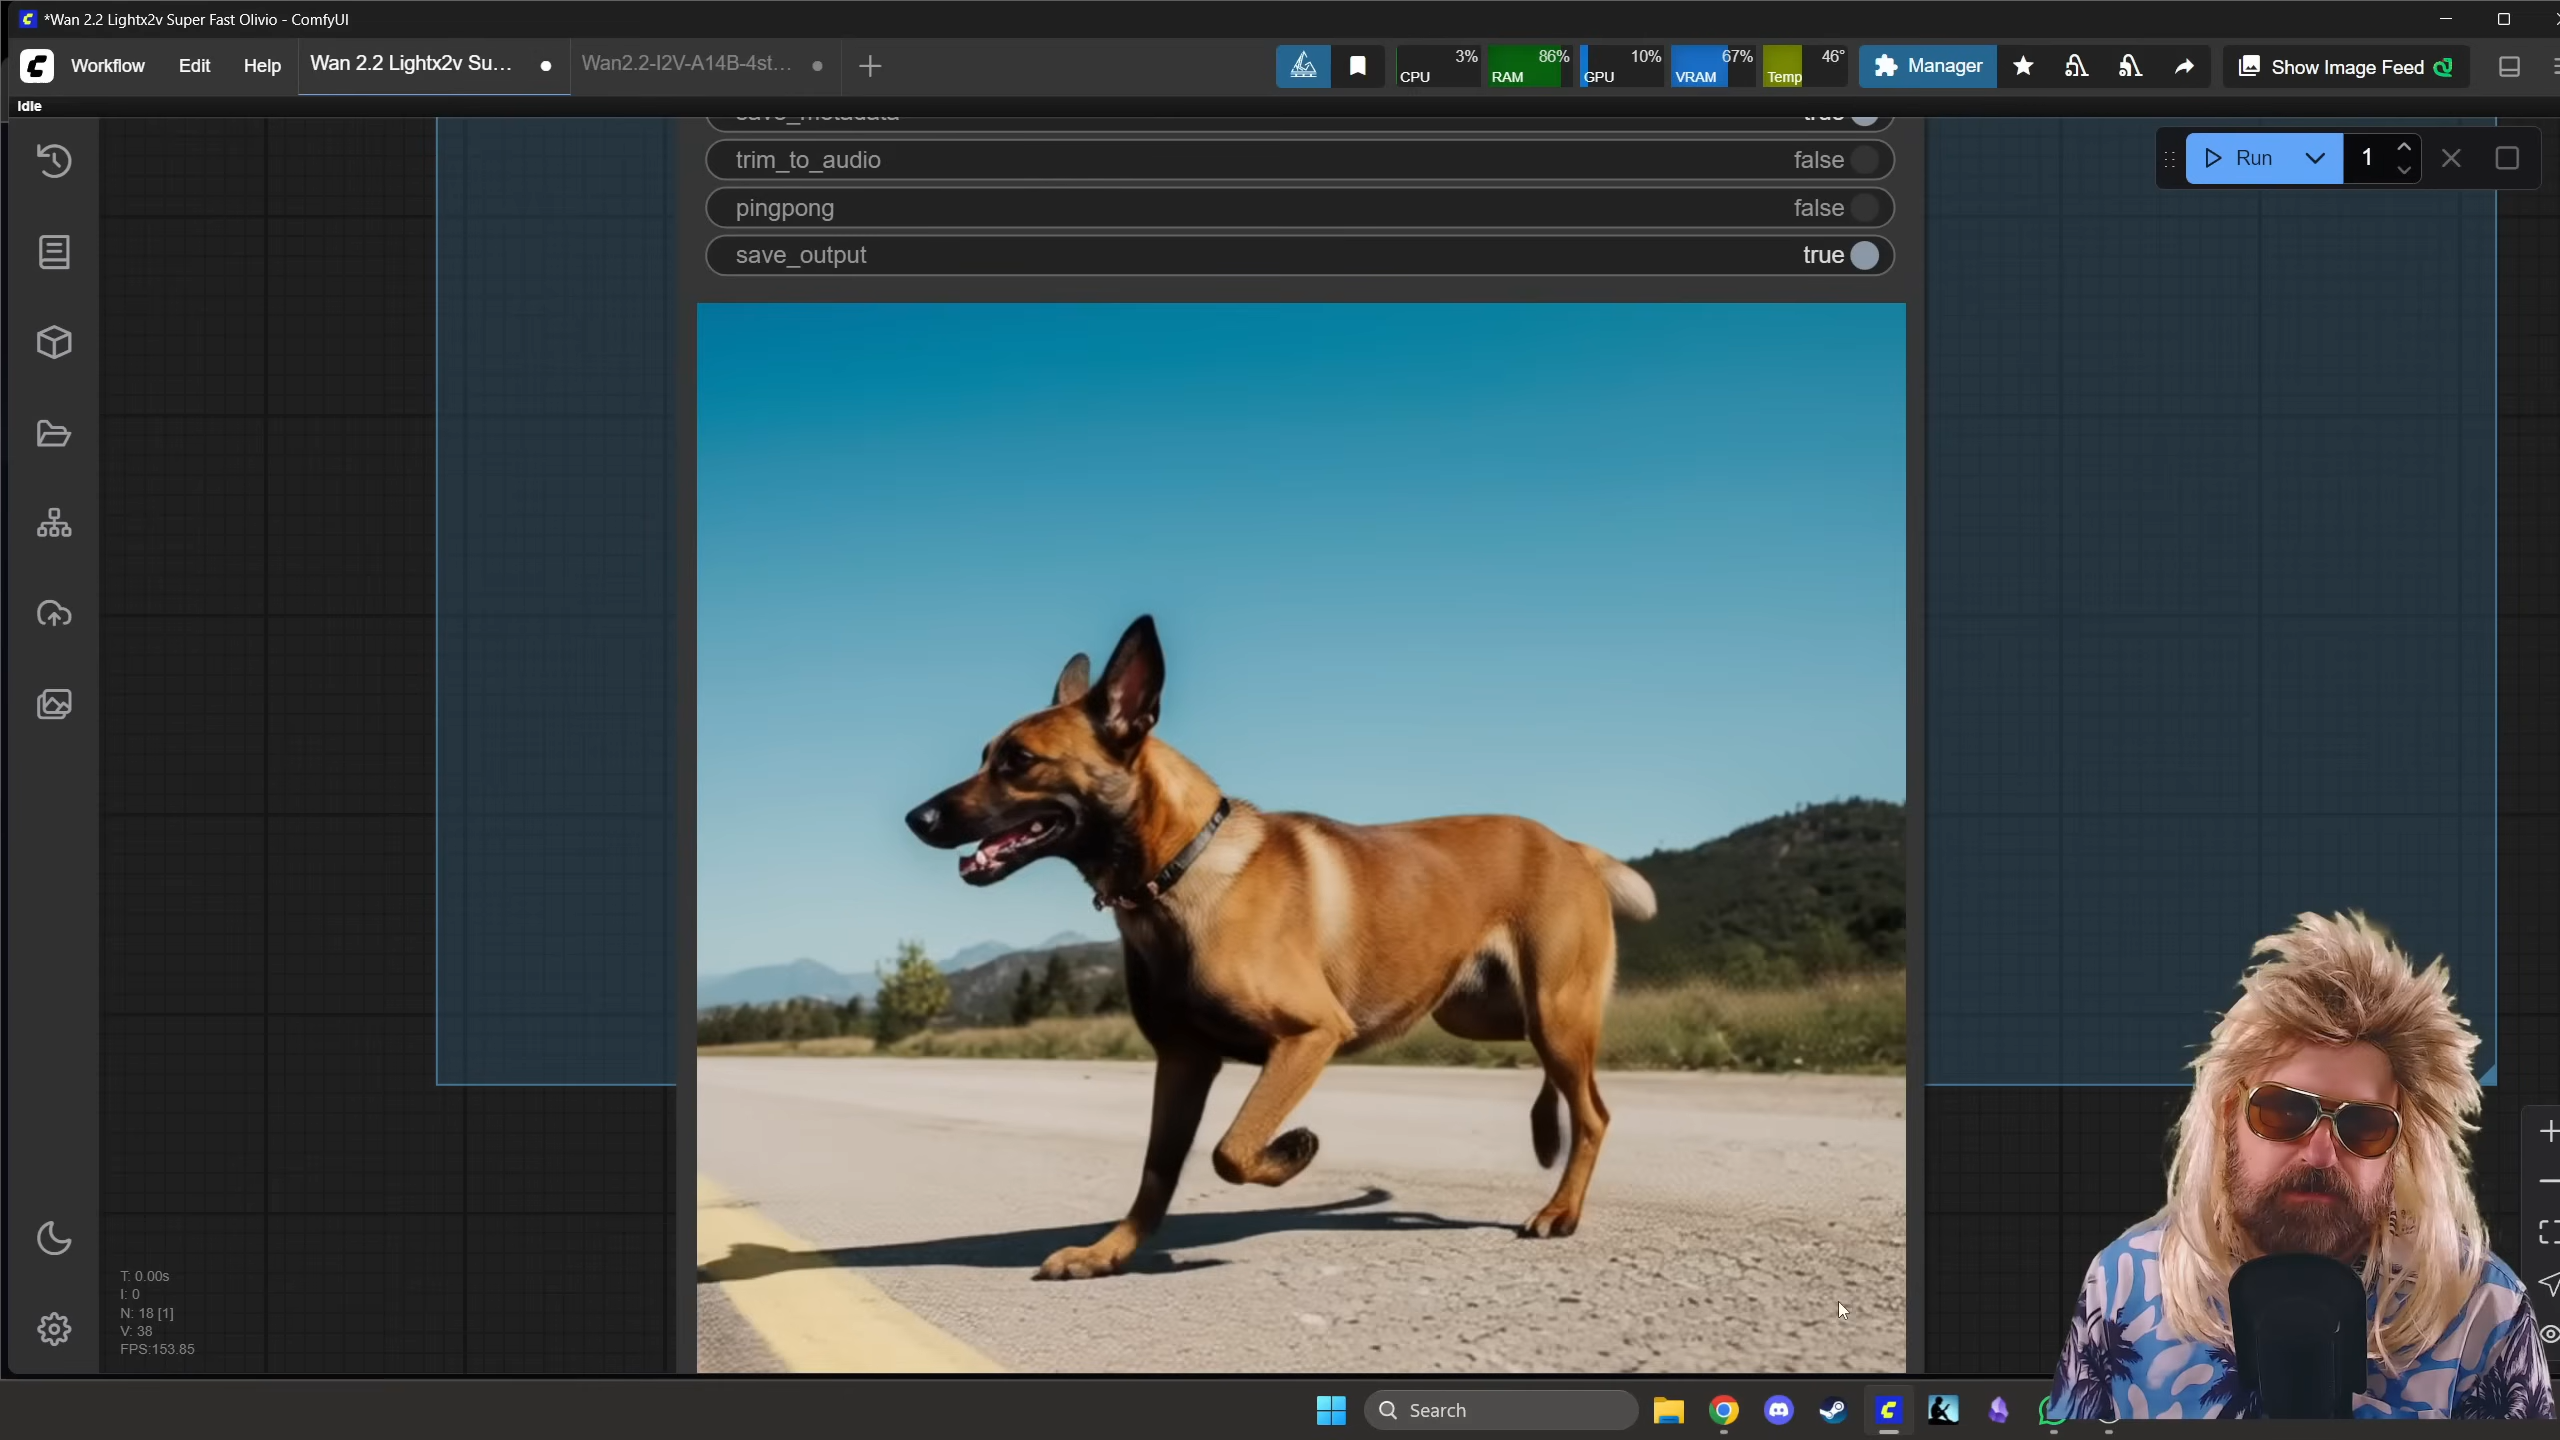 *Wan 2.2 Lightx2v Super Fast Olivio - ComfyUI
Workflow Edit Help Wan 2.2 Lightx2v Su... Wan2.2-I2V-A14B-4st...
CPU 3% RAM 86% GPU 10% VRAM 67% Temp 46° Manager Show Image Feed
Idle
save_metadata true
trim_to_audio false
Run 1
pingpong false
save_output true
T: 0.00s
I: 0
N: 18 [1]
V: 38
FPS:153.85
Search